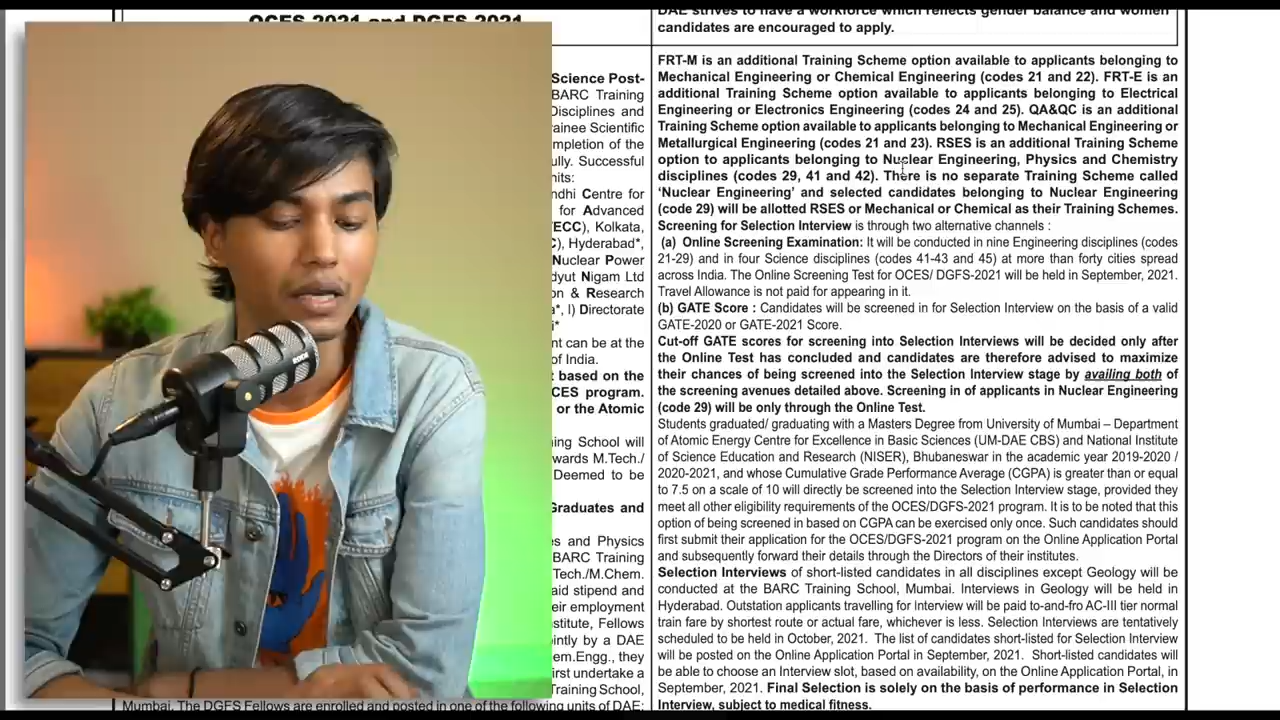 OCES 2021 and DGFS 2021
Science Post-
BARC Training
Disciplines and
ainee Scientific
mpletion of the
ully. Successful
nits:
ndhi Centre for
for Advanced
ECC), Kolkata,
C), Hyderabad*,
Nuclear Power
dyut Nigam Ltd
on & Research
a*, l) Directorate
i*
nt can be at the
of India.
t based on the
CES program.
or the Atomic
ning School will
wards M.Tech./
Deemed to be
Graduates and
es and Physics
BARC Training
Tech./M.Chem.
aid stipend and
eir employment
stitute, Fellows
intly by a DAE
em.Engg., they
irst undertake a
Training School,
Mumbai. The DGFS Fellows are enrolled and posted in one of the following units of DAE:
DAE strives to have a workforce which reflects gender balance and women
candidates are encouraged to apply.
FRT-M is an additional Training Scheme option available to applicants belonging to
Mechanical Engineering or Chemical Engineering (codes 21 and 22). FRT-E is an
additional Training Scheme option available to applicants belonging to Electrical
Engineering or Electronics Engineering (codes 24 and 25). QA&QC is an additional
Training Scheme option available to applicants belonging to Mechanical Engineering or
Metallurgical Engineering (codes 21 and 23). RSES is an additional Training Scheme
option to applicants belonging to Nuclear Engineering, Physics and Chemistry
disciplines (codes 29, 41 and 42). There is no separate Training Scheme called
‘Nuclear Engineering’ and selected candidates belonging to Nuclear Engineering
(code 29) will be allotted RSES or Mechanical or Chemical as their Training Schemes.
Screening for Selection Interview is through two alternative channels :
(a) Online Screening Examination: It will be conducted in nine Engineering disciplines (codes
21-29) and in four Science disciplines (codes 41-43 and 45) at more than forty cities spread
across India. The Online Screening Test for OCES/ DGFS-2021 will be held in September, 2021.
Travel Allowance is not paid for appearing in it.
(b) GATE Score : Candidates will be screened in for Selection Interview on the basis of a valid
GATE-2020 or GATE-2021 Score.
Cut-off GATE scores for screening into Selection Interviews will be decided only after
the Online Test has concluded and candidates are therefore advised to maximize
their chances of being screened into the Selection Interview stage by availing both of
the screening avenues detailed above. Screening in of applicants in Nuclear Engineering
(code 29) will be only through the Online Test.
Students graduated/ graduating with a Masters Degree from University of Mumbai – Department
of Atomic Energy Centre for Excellence in Basic Sciences (UM-DAE CBS) and National Institute
of Science Education and Research (NISER), Bhubaneswar in the academic year 2019-2020 /
2020-2021, and whose Cumulative Grade Performance Average (CGPA) is greater than or equal
to 7.5 on a scale of 10 will directly be screened into the Selection Interview stage, provided they
meet all other eligibility requirements of the OCES/DGFS-2021 program. It is to be noted that this
option of being screened in based on CGPA can be exercised only once. Such candidates should
first submit their application for the OCES/DGFS-2021 program on the Online Application Portal
and subsequently forward their details through the Directors of their institutes.
Selection Interviews of short-listed candidates in all disciplines except Geology will be
conducted at the BARC Training School, Mumbai. Interviews in Geology will be held in
Hyderabad. Outstation applicants travelling for Interview will be paid to-and-fro AC-III tier normal
train fare by shortest route or actual fare, whichever is less. Selection Interviews are tentatively
scheduled to be held in October, 2021. The list of candidates short-listed for Selection Interview
will be posted on the Online Application Portal in September, 2021. Short-listed candidates will
be able to choose an Interview slot, based on availability, on the Online Application Portal, in
September, 2021. Final Selection is solely on the basis of performance in Selection
Interview, subject to medical fitness.
RODE